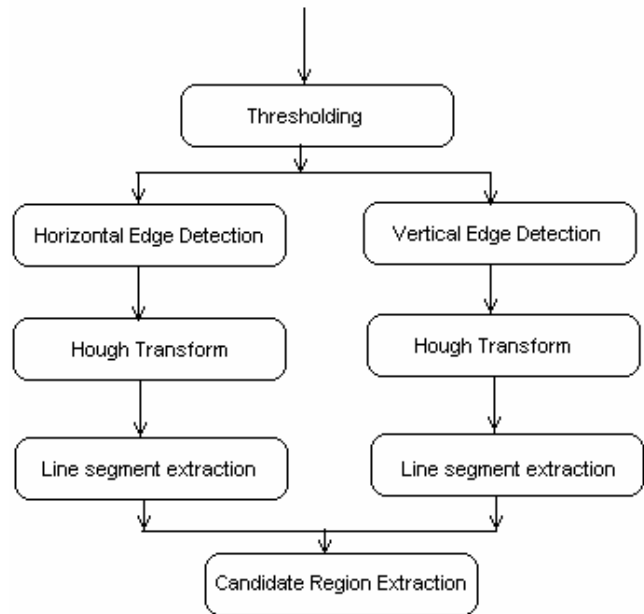 Thresholding
Horizontal Edge Detection
Vertical Edge Detection
Hough Transform
Hough Transform
Line segment extraction
Line segment extraction
Candidate Region Extraction